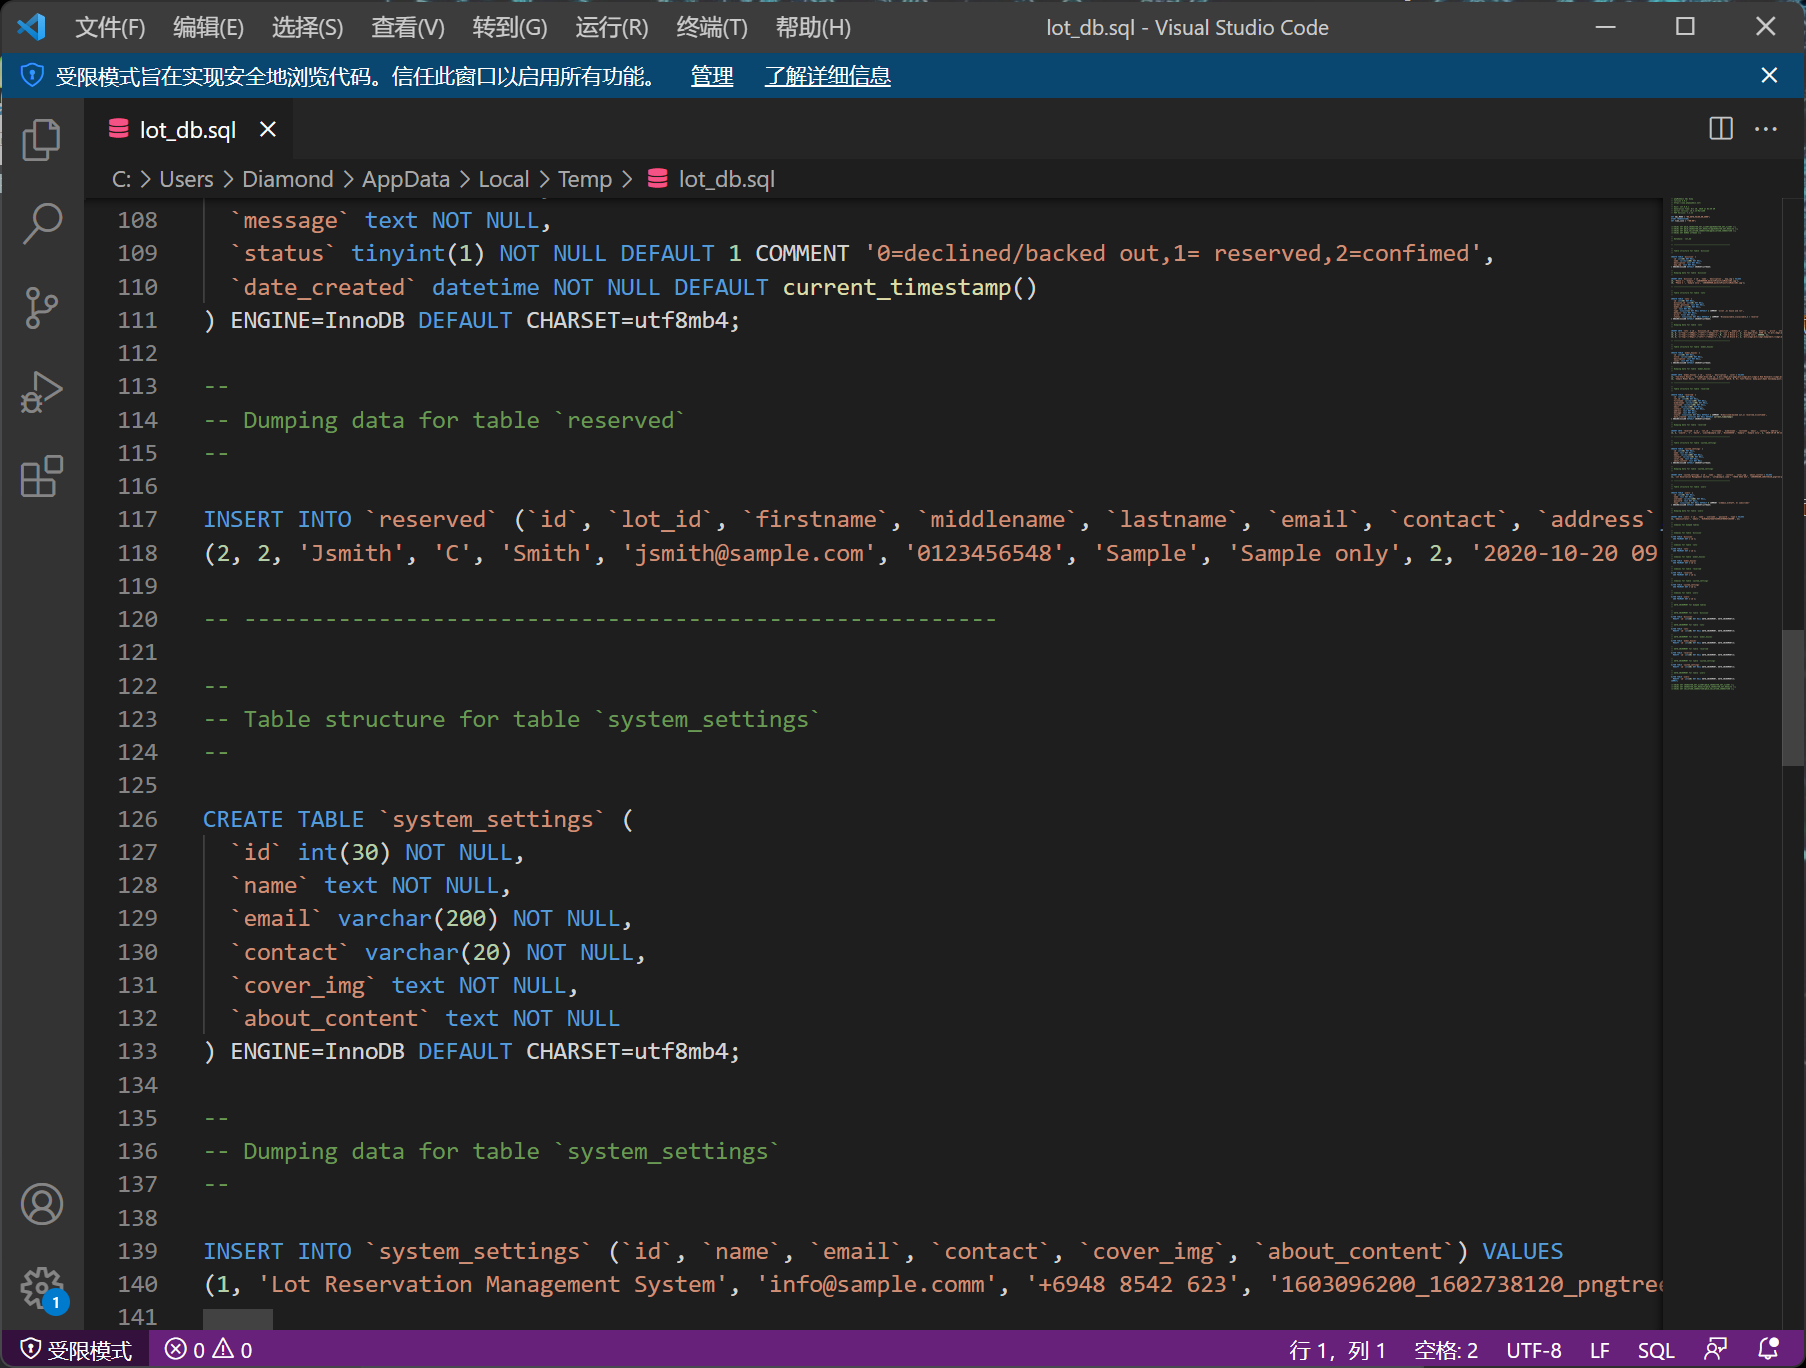 文件(F) 编辑(E) 选择(S) 查看(V) 转到(G) 运行(R) 终端(T) 帮助(H) lot_db.sql - Visual Studio Code
受限模式旨在实现安全地浏览代码。信任此窗口以启用所有功能。 管理 了解详细信息
lot_db.sql
C: > Users > Diamond > AppData > Local > Temp > lot_db.sql
108 `message` text NOT NULL,
109 `status` tinyint(1) NOT NULL DEFAULT 1 COMMENT '0=declined/backed out,1= reserved,2=confimed',
110 `date_created` datetime NOT NULL DEFAULT current_timestamp()
111 ) ENGINE=InnoDB DEFAULT CHARSET=utf8mb4;
112
113 --
114 -- Dumping data for table `reserved`
115 --
116
117 INSERT INTO `reserved` (`id`, `lot_id`, `firstname`, `middlename`, `lastname`, `email`, `contact`, `address`
118 (2, 2, 'Jsmith', 'C', 'Smith', 'jsmith@sample.com', '0123456548', 'Sample', 'Sample only', 2, '2020-10-20 09
119
120 -- --------------------------------------------------------
121
122 --
123 -- Table structure for table `system_settings`
124 --
125
126 CREATE TABLE `system_settings` (
127 `id` int(30) NOT NULL,
128 `name` text NOT NULL,
129 `email` varchar(200) NOT NULL,
130 `contact` varchar(20) NOT NULL,
131 `cover_img` text NOT NULL,
132 `about_content` text NOT NULL
133 ) ENGINE=InnoDB DEFAULT CHARSET=utf8mb4;
134
135 --
136 -- Dumping data for table `system_settings`
137 --
138
139 INSERT INTO `system_settings` (`id`, `name`, `email`, `contact`, `cover_img`, `about_content`) VALUES
140 (1, 'Lot Reservation Management System', 'info@sample.comm', '+6948 8542 623', '1603096200_1602738120_pngtree
141
1
受限模式 0 0 行 1，列 1 空格: 2 UTF-8 LF SQL